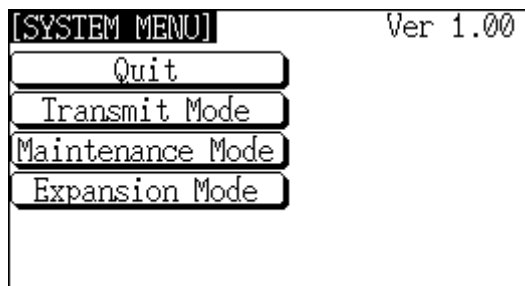 [SYSTEM MENU] Ver 1.00
Quit
Transmit Mode
Maintenance Mode
Expansion Mode